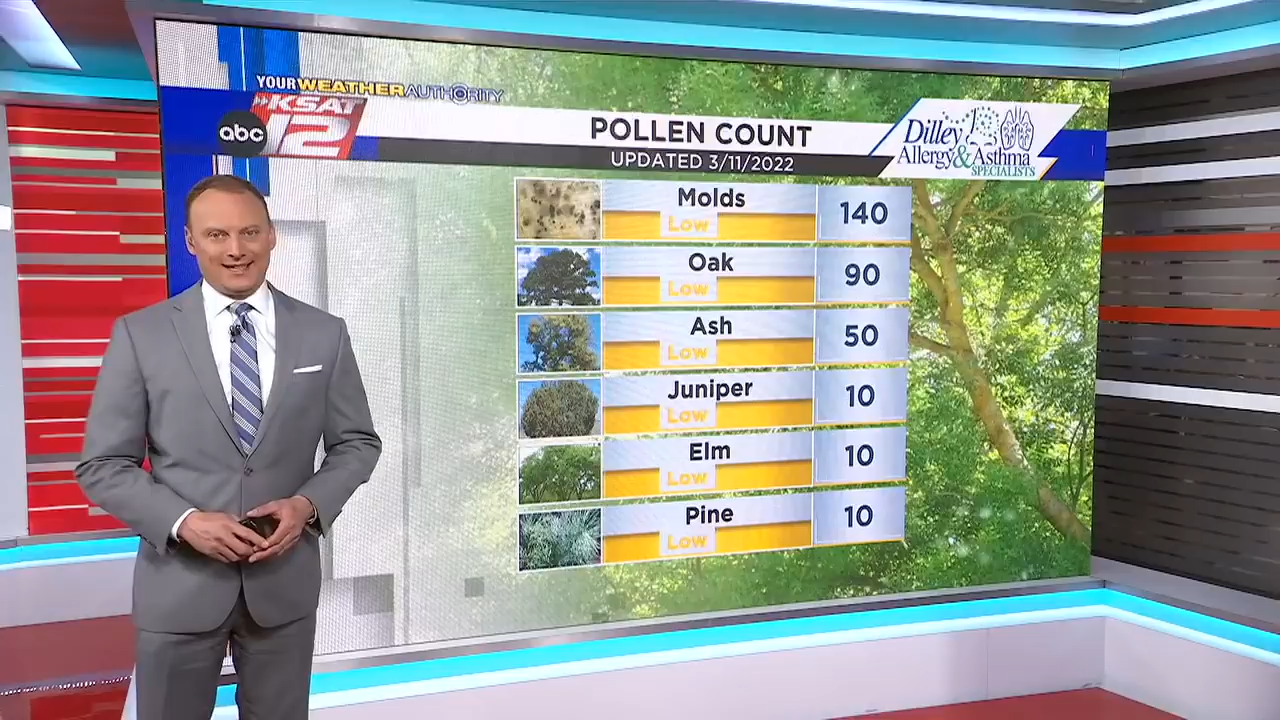 YOUR WEATHER AUTHORITY
abc
KSAT
12
POLLEN COUNT
UPDATED 3/11/2022
Dilley
Allergy & Asthma
SPECIALISTS
Molds
Low
140
Oak
Low
90
Ash
Low
50
Juniper
Low
10
Elm
Low
10
Pine
Low
10